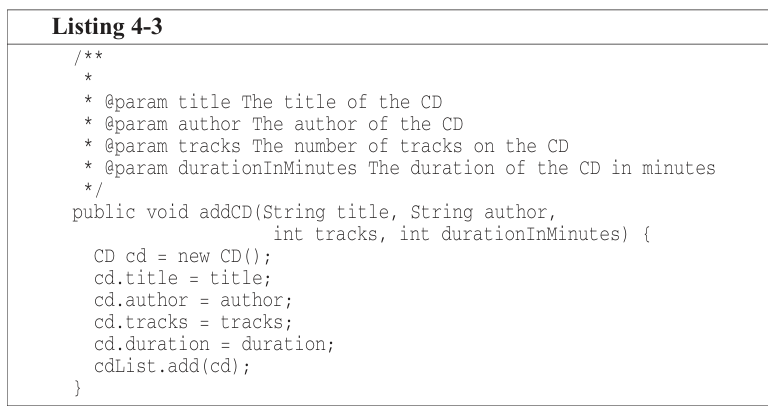 Listing 4-3
/**
 *
 * @param title The title of the CD
 * @param author The author of the CD
 * @param tracks The number of tracks on the CD
 * @param durationInMinutes The duration of the CD in minutes
 */
public void addCD(String title, String author,
                  int tracks, int durationInMinutes) {
  CD cd = new CD();
  cd.title = title;
  cd.author = author;
  cd.tracks = tracks;
  cd.duration = duration;
  cdList.add(cd);
}